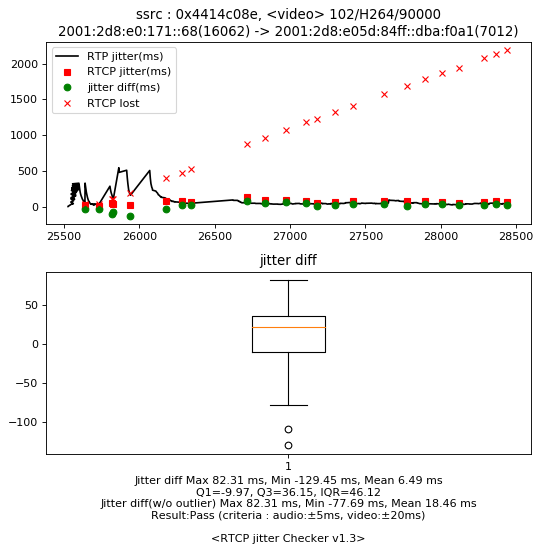 ssrc : 0x4414c08e, <video> 102/H264/90000
2001:2d8:e0:171::68(16062) -> 2001:2d8:e05d:84ff::dba:f0a1(7012)
RTP jitter(ms)
RTCP jitter(ms)
jitter diff(ms)
RTCP lost
2000
1500
1000
500
0
25500 26000 26500 27000 27500 28000 28500
jitter diff
50
0
−50
−100
1
Jitter diff Max 82.31 ms, Min -129.45 ms, Mean 6.49 ms
Q1=-9.97, Q3=36.15, IQR=46.12
Jitter diff(w/o outlier) Max 82.31 ms, Min -77.69 ms, Mean 18.46 ms
Result:Pass (criteria : audio:±5ms, video:±20ms)
<RTCP jitter Checker v1.3>